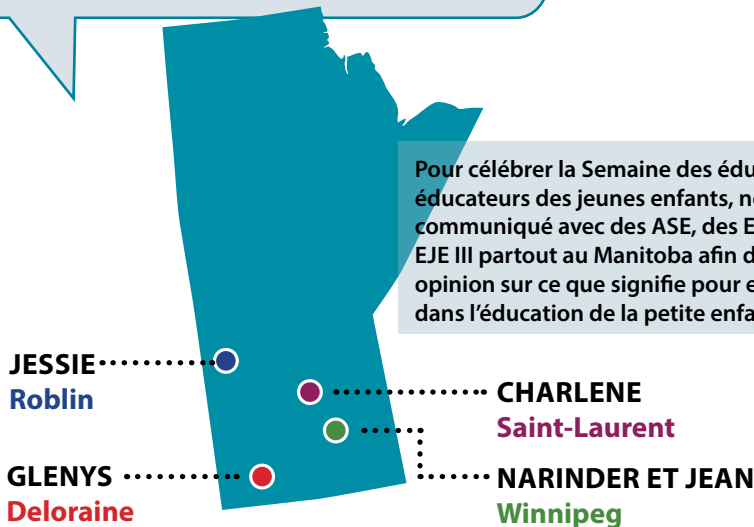 Pour célébrer la Semaine des édu
éducateurs des jeunes enfants, n
communiqué avec des ASE, des E
EJE III partout au Manitoba afin d
opinion sur ce que signifie pour e
dans l'éducation de la petite enfa
JESSIE
Roblin
CHARLENE
Saint-Laurent
GLENYS
Deloraine
NARINDER ET JEAN
Winnipeg